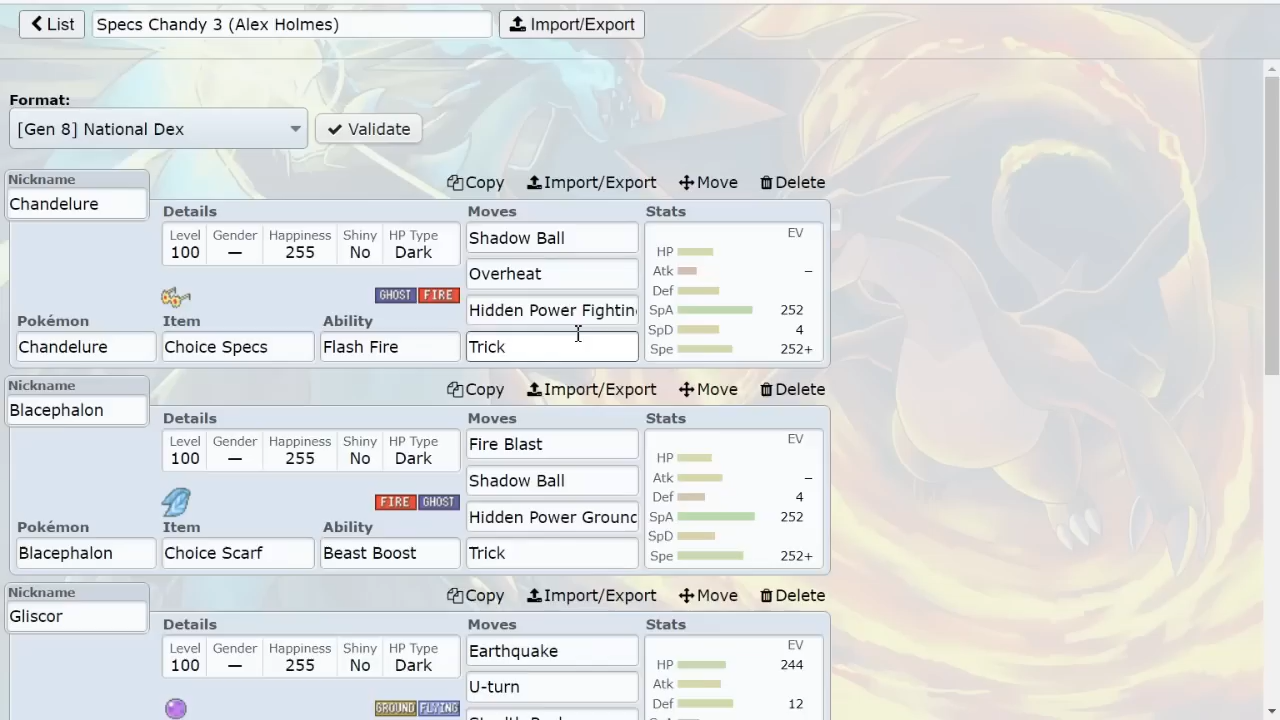 List
Specs Chandy 3 (Alex Holmes)
Import/Export
Format:
[Gen 8] National Dex
Validate
Nickname
Chandelure
Copy Import/Export Move Delete
Details
Level Gender Happiness Shiny HP Type
100 — 255 No Dark
GHOST FIRE
Pokémon Item Ability
Chandelure Choice Specs Flash Fire
Moves
Shadow Ball
Overheat
Hidden Power Fightin
Trick
Stats
EV
HP
Atk –
Def
SpA 252
SpD 4
Spe 252+
Nickname
Blacephalon
Copy Import/Export Move Delete
Details
Level Gender Happiness Shiny HP Type
100 — 255 No Dark
FIRE GHOST
Pokémon Item Ability
Blacephalon Choice Scarf Beast Boost
Moves
Fire Blast
Shadow Ball
Hidden Power Ground
Trick
Stats
EV
HP
Atk –
Def 4
SpA 252
SpD
Spe 252+
Nickname
Gliscor
Copy Import/Export Move Delete
Details
Level Gender Happiness Shiny HP Type
100 — 255 No Dark
GROUND FLYING
Moves
Earthquake
U-turn
Stats
EV
HP 244
Atk
Def 12